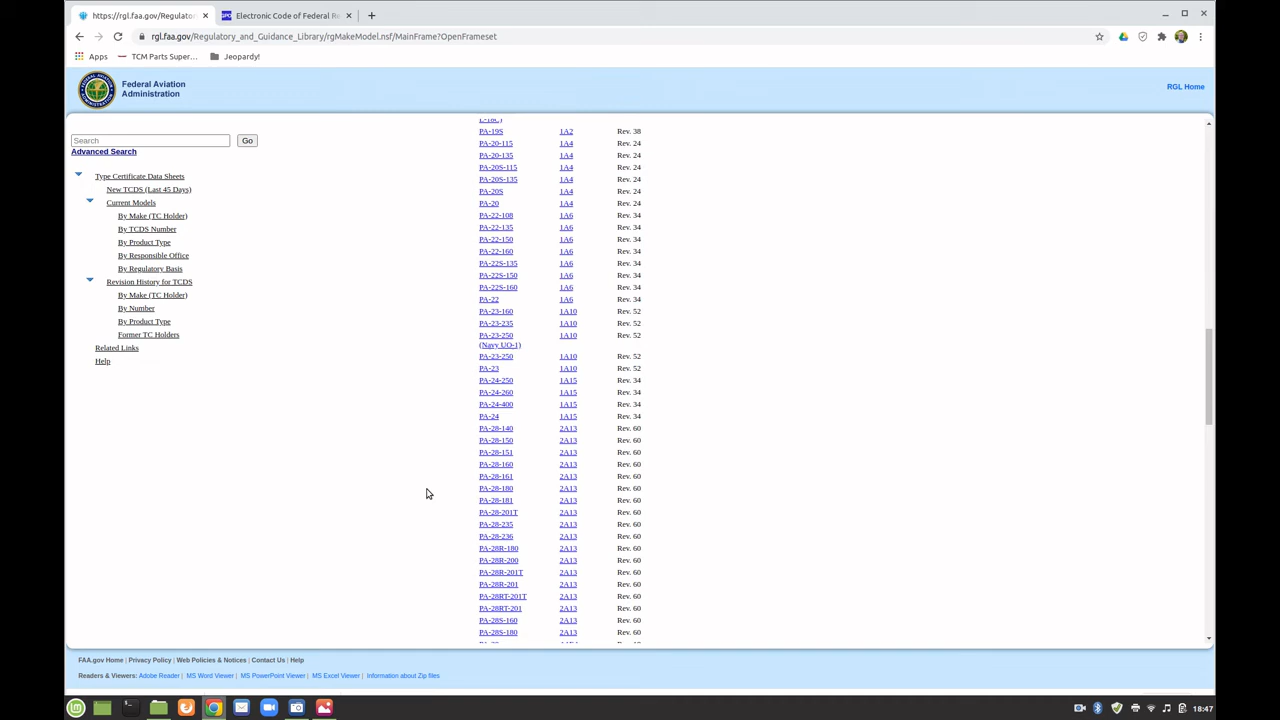 https://rgl.faa.gov/Regulato
Electronic Code of Federal Re
rgl.faa.gov/Regulatory_and_Guidance_Library/rgMakeModel.nsf/MainFrame?OpenFrameset
Apps
TCM Parts Super…
Jeopardy!
Federal Aviation
Administration
RGL Home
Search
Go
Advanced Search
Type Certificate Data Sheets
New TCDS (Last 45 Days)
Current Models
By Make (TC Holder)
By TCDS Number
By Product Type
By Responsible Office
By Regulatory Basis
Revision History for TCDS
By Make (TC Holder)
By Number
By Product Type
Former TC Holders
Related Links
Help
L-18C)
PA-19S 1A2 Rev. 38
PA-20-115 1A4 Rev. 24
PA-20-135 1A4 Rev. 24
PA-20S-115 1A4 Rev. 24
PA-20S-135 1A4 Rev. 24
PA-20S 1A4 Rev. 24
PA-20 1A4 Rev. 24
PA-22-108 1A6 Rev. 34
PA-22-135 1A6 Rev. 34
PA-22-150 1A6 Rev. 34
PA-22-160 1A6 Rev. 34
PA-22S-135 1A6 Rev. 34
PA-22S-150 1A6 Rev. 34
PA-22S-160 1A6 Rev. 34
PA-22 1A6 Rev. 34
PA-23-160 1A10 Rev. 52
PA-23-235 1A10 Rev. 52
PA-23-250 1A10 Rev. 52
(Navy UO-1)
PA-23-250 1A10 Rev. 52
PA-23 1A10 Rev. 52
PA-24-250 1A15 Rev. 34
PA-24-260 1A15 Rev. 34
PA-24-400 1A15 Rev. 34
PA-24 1A15 Rev. 34
PA-28-140 2A13 Rev. 60
PA-28-150 2A13 Rev. 60
PA-28-151 2A13 Rev. 60
PA-28-160 2A13 Rev. 60
PA-28-161 2A13 Rev. 60
PA-28-180 2A13 Rev. 60
PA-28-181 2A13 Rev. 60
PA-28-201T 2A13 Rev. 60
PA-28-235 2A13 Rev. 60
PA-28-236 2A13 Rev. 60
PA-28R-180 2A13 Rev. 60
PA-28R-200 2A13 Rev. 60
PA-28R-201T 2A13 Rev. 60
PA-28R-201 2A13 Rev. 60
PA-28RT-201T 2A13 Rev. 60
PA-28RT-201 2A13 Rev. 60
PA-28S-160 2A13 Rev. 60
PA-28S-180 2A13 Rev. 60
FAA.gov Home | Privacy Policy | Web Policies & Notices | Contact Us | Help
Readers & Viewers: Adobe Reader | MS Word Viewer | MS PowerPoint Viewer | MS Excel Viewer | Information about Zip files
18:47